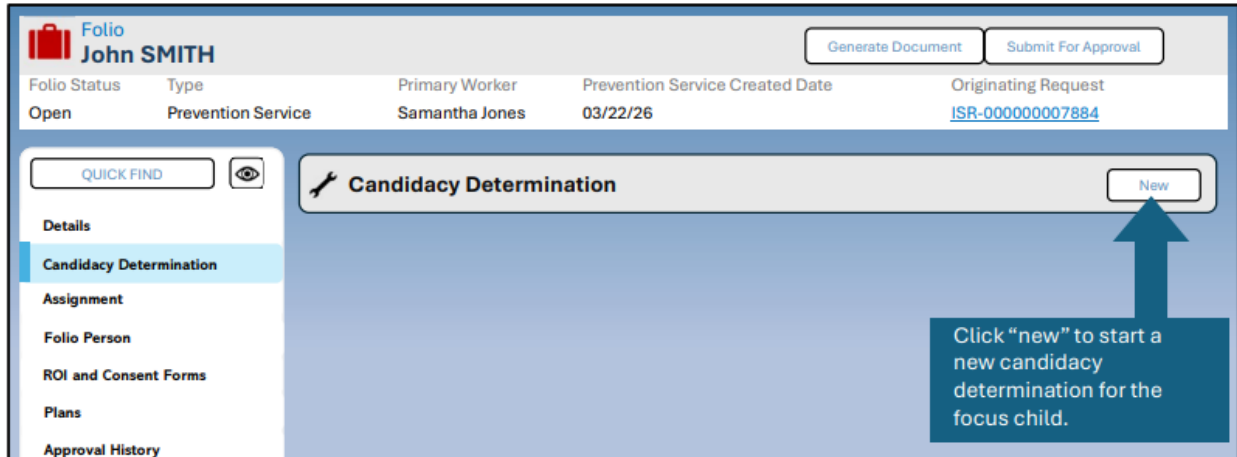 Folio
John SMITH
Generate Document
Submit For Approval
Folio Status Type Primary Worker Prevention Service Created Date Originating Request
Open Prevention Service Samantha Jones 03/22/26 ISR-000000007884
QUICK FIND
Candidacy Determination
New
Details
Candidacy Determination
Assignment
Folio Person
ROI and Consent Forms
Plans
Approval History
Click “new” to start a
new candidacy
determination for the
focus child.